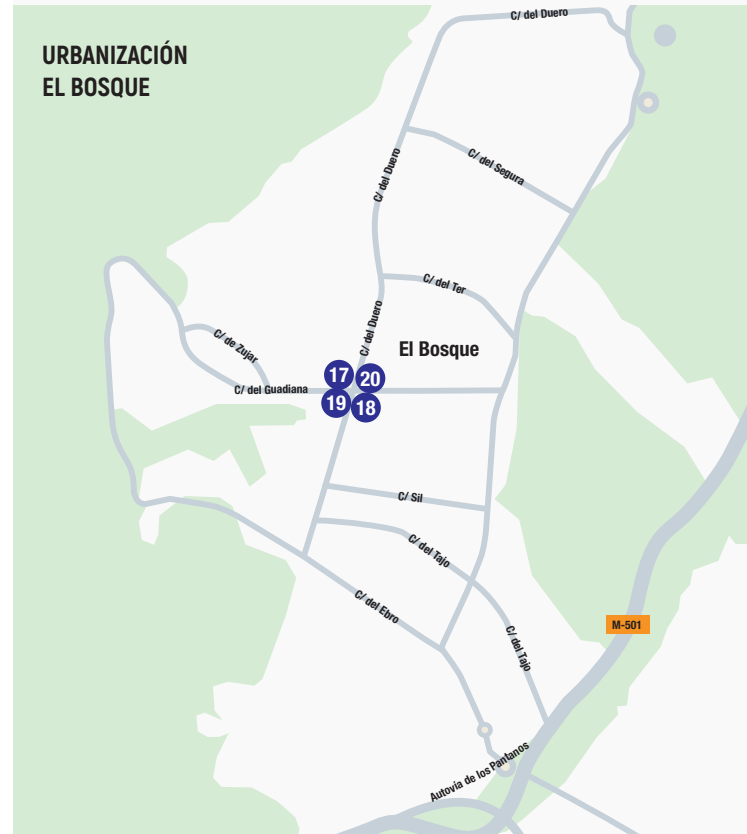 C/ del Duero
URBANIZACIÓN
EL BOSQUE
C/ del Segura
C/ del Duero
C/ del Ter
C/ del Duero
C/ de Zujar
El Bosque
17
20
C/ del Guadiana
19
18
C/ Sil
C/ del Tajo
C/ del Ebro
M-501
C/ del Tajo
Autovía de los Pantanos